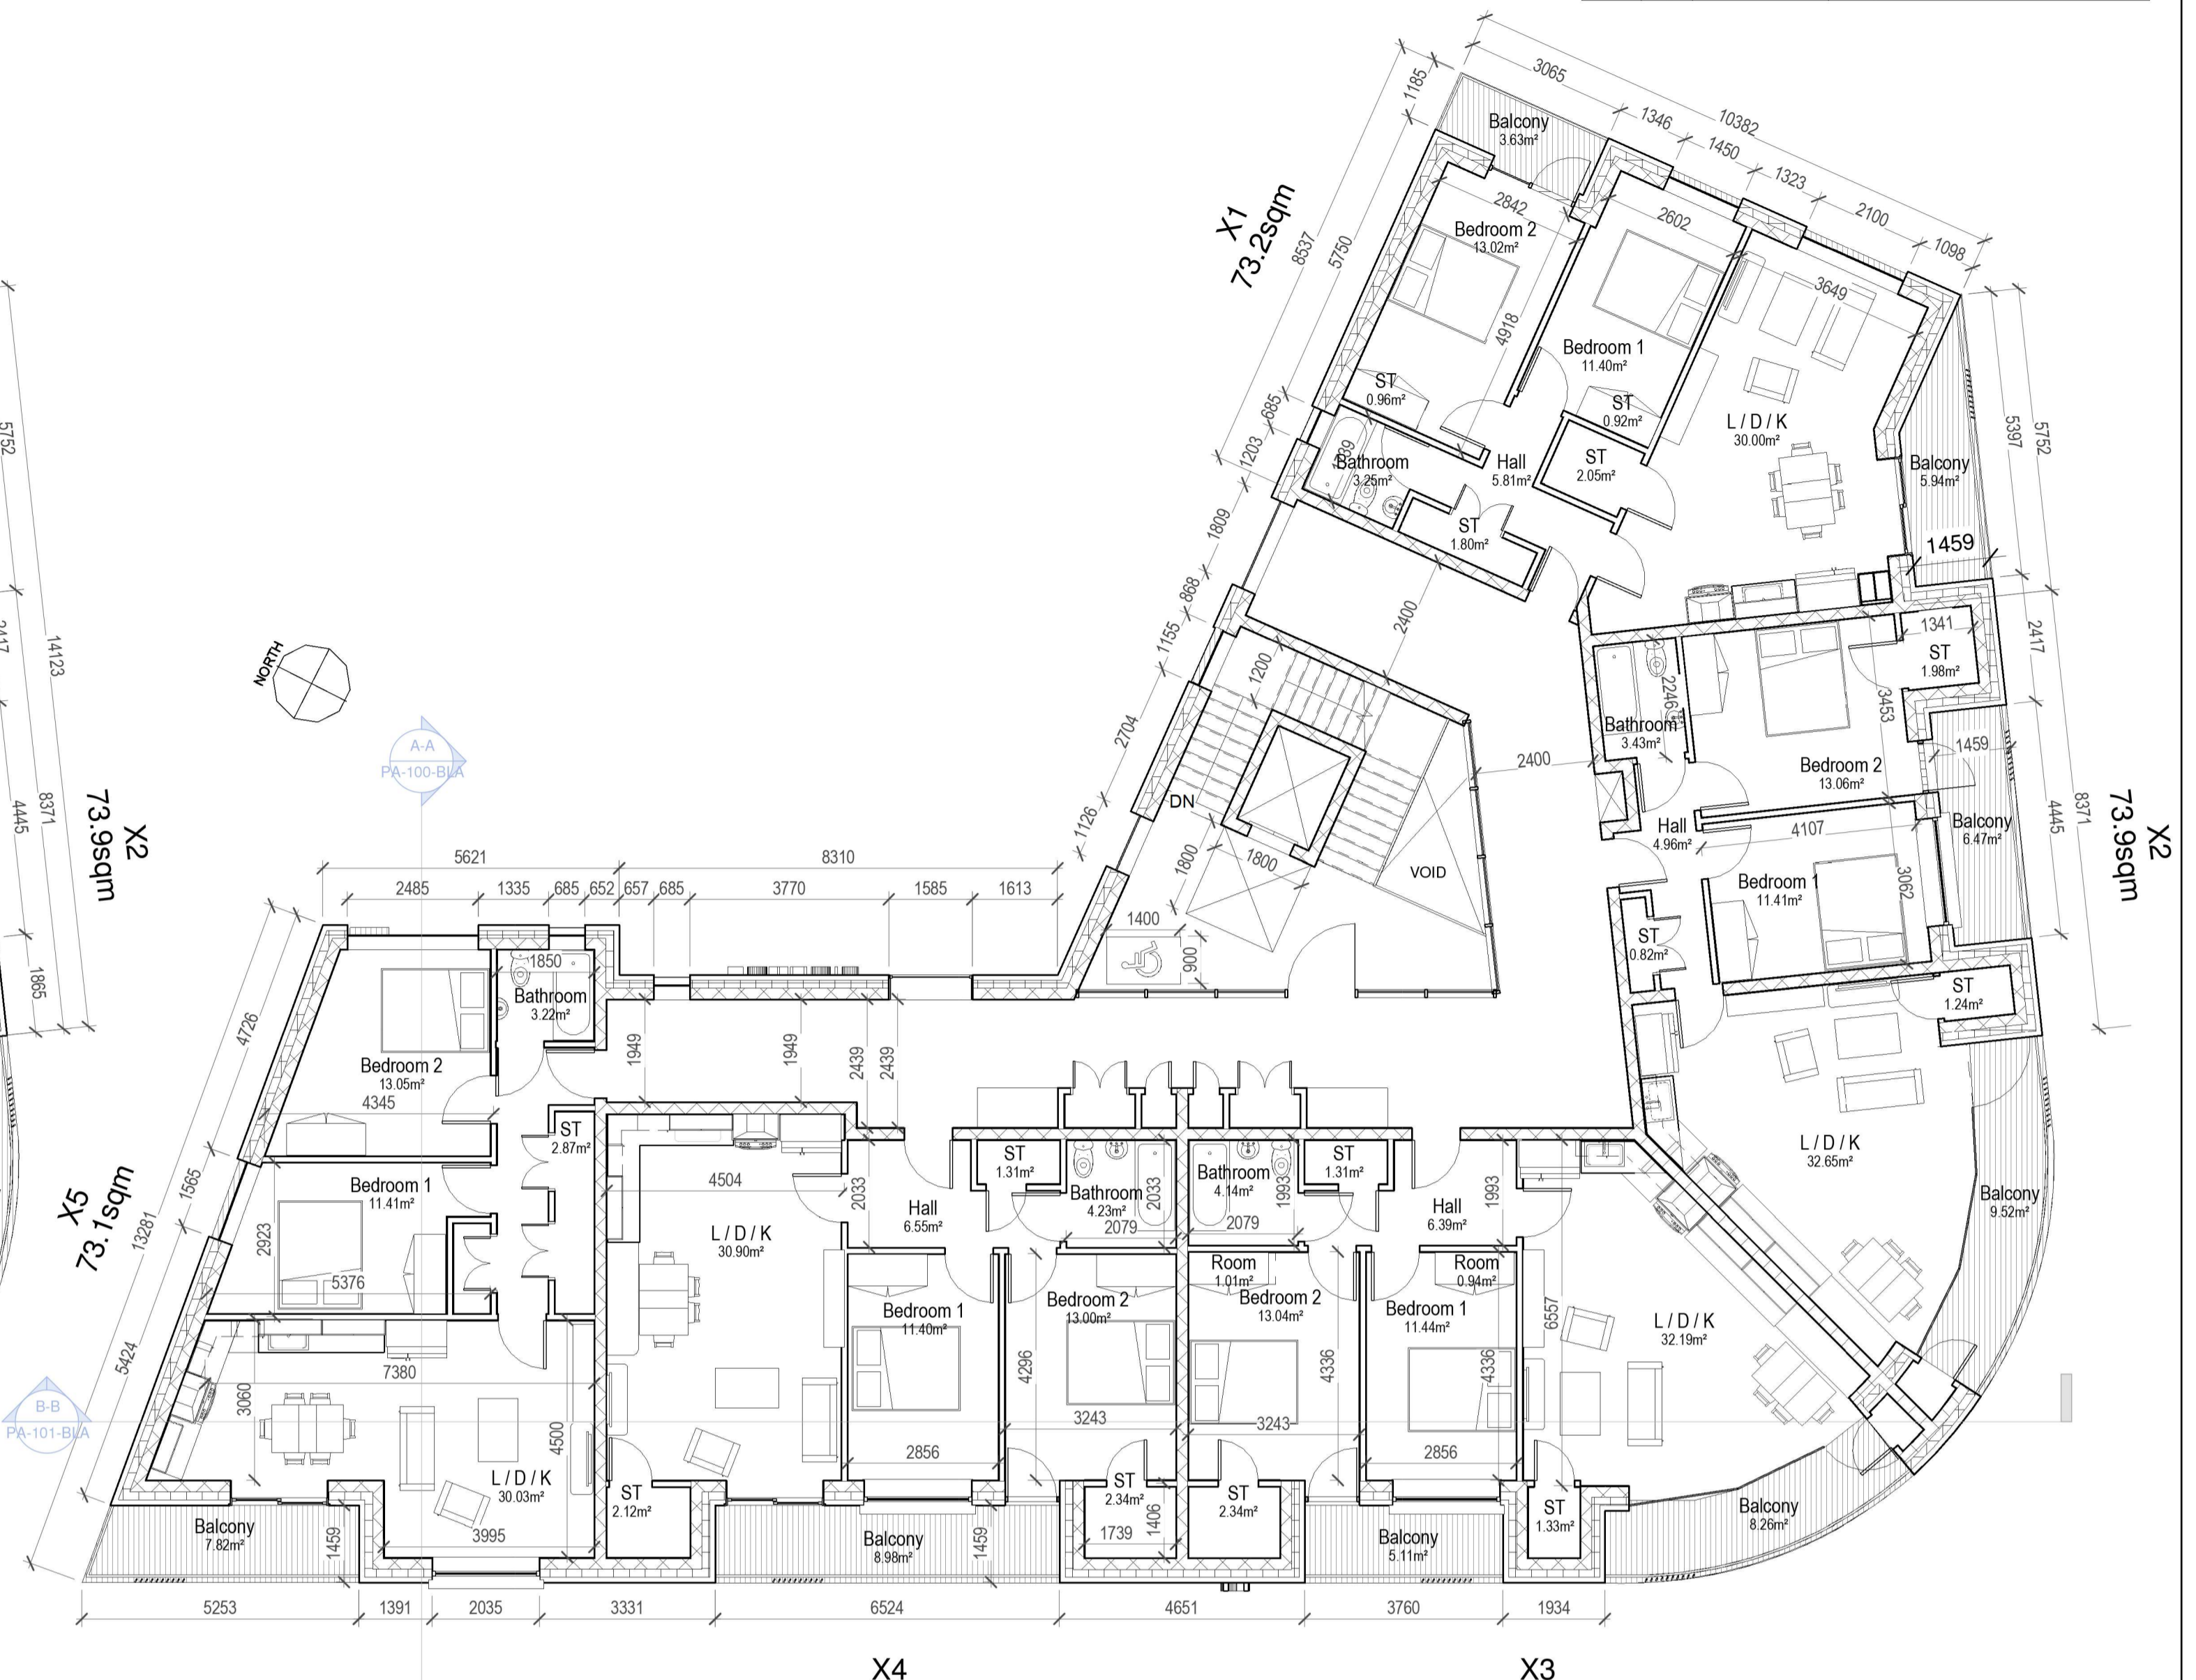 3065
10382
1185
1346
1450
1323
2100
1098
Balcony
3.63m²
X1
73.2sqm
8537
5750
2842
2602
3649
Bedroom 2
13.02m²
4918
Bedroom 1
11.40m²
ST
0.96m²
ST
0.92m²
L / D / K
30.00m²
5397
5752
685
1203
Bathroom
3.25m²
Hall
5.81m²
ST
2.05m²
Balcony
5.94m²
ST
1.80m²
1459
1809
868
1155
2400
1200
2704
1126
DN
1800
1800
VOID
2400
1400
900
1341
ST
1.98m²
2417
2246
Bathroom
3.43m²
3453
Bedroom 2
13.06m²
1459
Hall
4.96m²
4107
Balcony
6.47m²
4445
8371
X2
73.9sqm
Bedroom 1
11.41m²
3062
ST
0.82m²
ST
1.24m²
L / D / K
32.65m²
Balcony
9.52m²
5752
2417
14123
8371
4445
1865
X2
73.9sqm
NORTH
A-A
PA-100-BLA
5621
8310
2485
1335
685
652
657
685
3770
1585
1613
4726
1850
Bathroom
3.22m²
Bedroom 2
13.05m²
4345
1949
1949
2439
2439
ST
2.87m²
1565
X5
73.1sqm
13281
Bedroom 1
11.41m²
2923
5376
4504
L / D / K
30.90m²
2033
Hall
6.55m²
ST
1.31m²
Bathroom
4.23m²
2033
2079
Bathroom
4.14m²
1993
2079
ST
1.31m²
Hall
6.39m²
1993
Room
1.01m²
Room
0.94m²
Bedroom 1
11.40m²
Bedroom 2
13.00m²
Bedroom 2
13.04m²
Bedroom 1
11.44m²
6557
L / D / K
32.19m²
5424
7380
3060
4296
4336
4336
B-B
PA-101-BLA
4500
3243
3243
2856
2856
L / D / K
30.03m²
ST
2.12m²
ST
2.34m²
1406
1739
ST
2.34m²
ST
1.33m²
Balcony
7.82m²
1459
3995
Balcony
8.98m²
1459
Balcony
5.11m²
Balcony
8.26m²
5253
1391
2035
3331
6524
4651
3760
1934
X4
X3